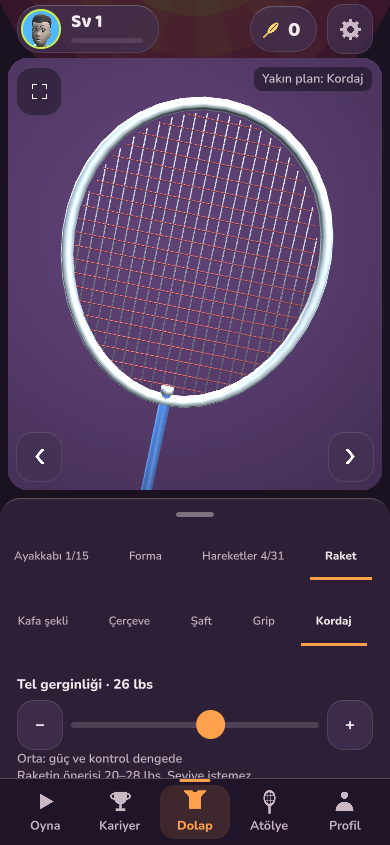 Sv 1
0
Yakın plan: Kordaj
Ayakkabı 1/15
Forma
Hareketler 4/31
Raket
Kafa şekli
Çerçeve
Şaft
Grip
Kordaj
Tel gerginliği · 26 lbs
Orta: güç ve kontrol dengede
Raketin önerisi 20–28 lbs. Seviye istemez
Oyna
Kariyer
Dolap
Atölye
Profil